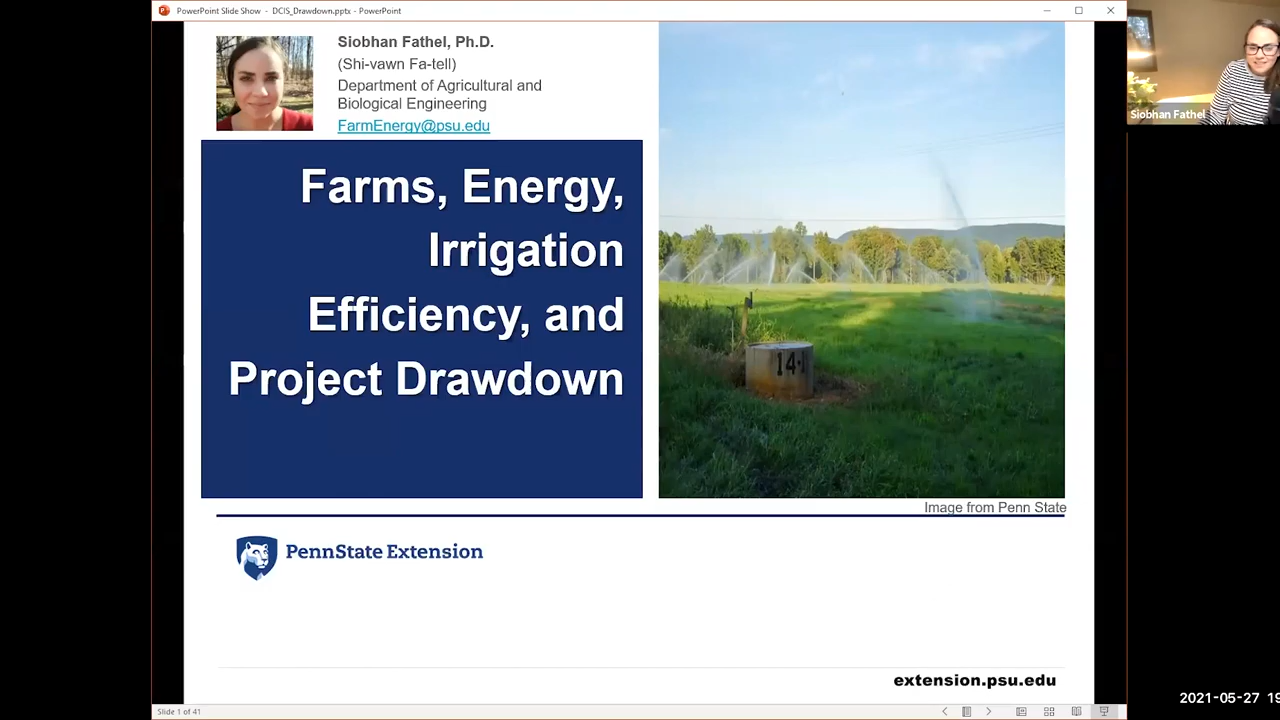 PowerPoint Slide Show - DCIS_Drawdown.pptx - PowerPoint
Siobhan Fathel, Ph.D.
(Shi-vawn Fa-tell)
Department of Agricultural and
Biological Engineering
FarmEnergy@psu.edu
Siobhan Fathel
Farms, Energy,
Irrigation
Efficiency, and
Project Drawdown
14-1
Image from Penn State
PennState Extension
extension.psu.edu
2021-05-27 19
Slide 1 of 41